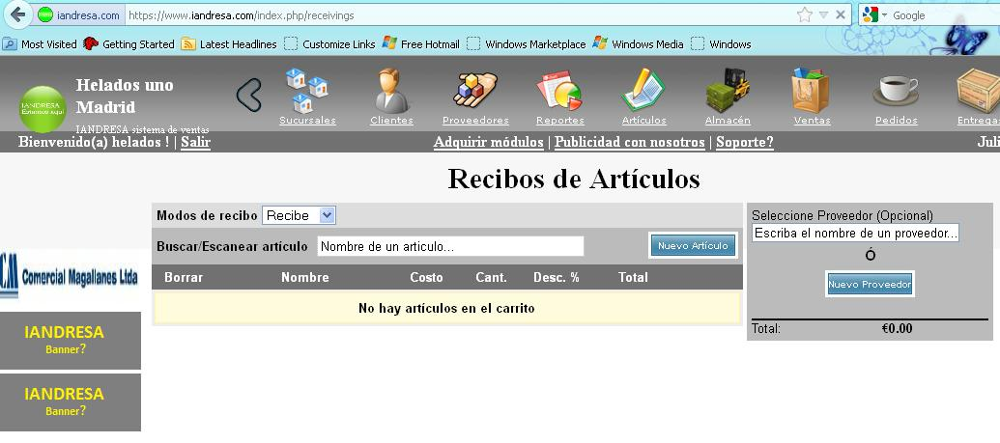 iandresa.com https://www.iandresa.com/index.php/receivings Google
Most Visited Getting Started Latest Headlines Customize Links Free Hotmail Windows Marketplace Windows Media Windows
Helados uno
Madrid
IANDRESA
Estamos aquí
IANDRESA sistema de ventas
Sucursales Clientes Proveedores Reportes Artículos Almacén Ventas Pedidos Entrega
Bienvenido(a) helados ! | Salir Adquirir módulos | Publicidad con nosotros | Soporte? Juli
Recibos de Artículos
Modos de recibo Recibe
Buscar/Escanear artículo Nombre de un articulo... Nuevo Artículo
Borrar Nombre Costo Cant. Desc. % Total
No hay artículos en el carrito
Seleccione Proveedor (Opcional)
Escriba el nombre de un proveedor...
Ó
Nuevo Proveedor
Total: €0.00
CM Comercial Magallanes Ltda
IANDRESA
Banner?
IANDRESA
Banner?